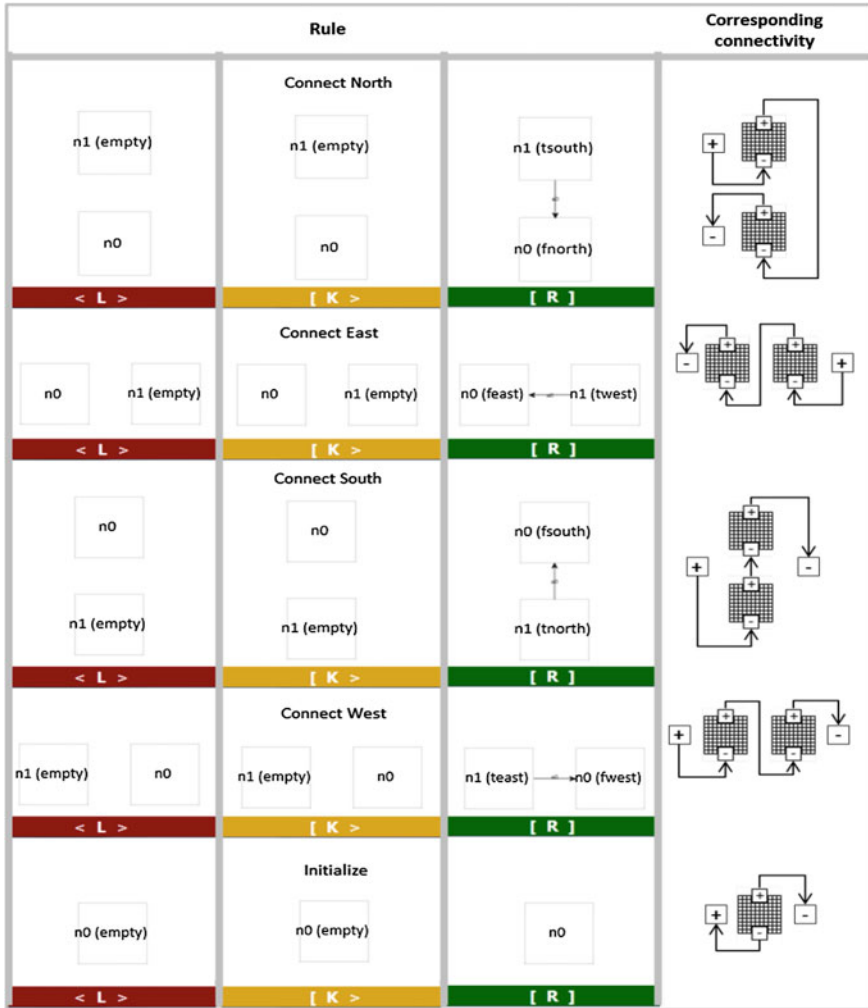 Rule
Corresponding
connectivity
Connect North
n1 (empty)
n1 (empty)
n1 (tsouth)
n0
n0
n0 (fnorth)
+
-
+
-
+
-
< L >
[ K >
[ R ]
Connect East
n0
n1 (empty)
n0
n1 (empty)
n0 (feast)
n1 (twest)
-
+
-
+
-
+
< L >
[ K >
[ R ]
Connect South
n0
n0
n0 (fsouth)
n1 (empty)
n1 (empty)
n1 (tnorth)
+
-
+
-
+
-
< L >
[ K >
[ R ]
Connect West
n1 (empty)
n0
n1 (empty)
n0
n1 (teast)
n0 (fwest)
+
+
-
+
-
-
< L >
[ K >
[ R ]
Initialize
n0 (empty)
n0 (empty)
n0
+
+
-
-
< L >
[ K >
[ R ]